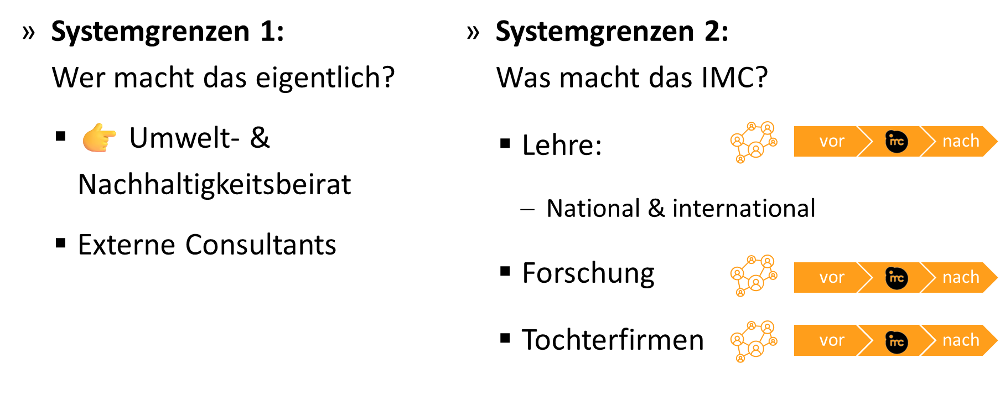 » Systemgrenzen 1:
Wer macht das eigentlich?
▪ 👉 Umwelt- &
Nachhaltigkeitsbeirat
▪ Externe Consultants
» Systemgrenzen 2:
Was macht das IMC?
▪ Lehre:
vor imc nach
– National & international
▪ Forschung
vor imc nach
▪ Tochterfirmen
vor imc nach